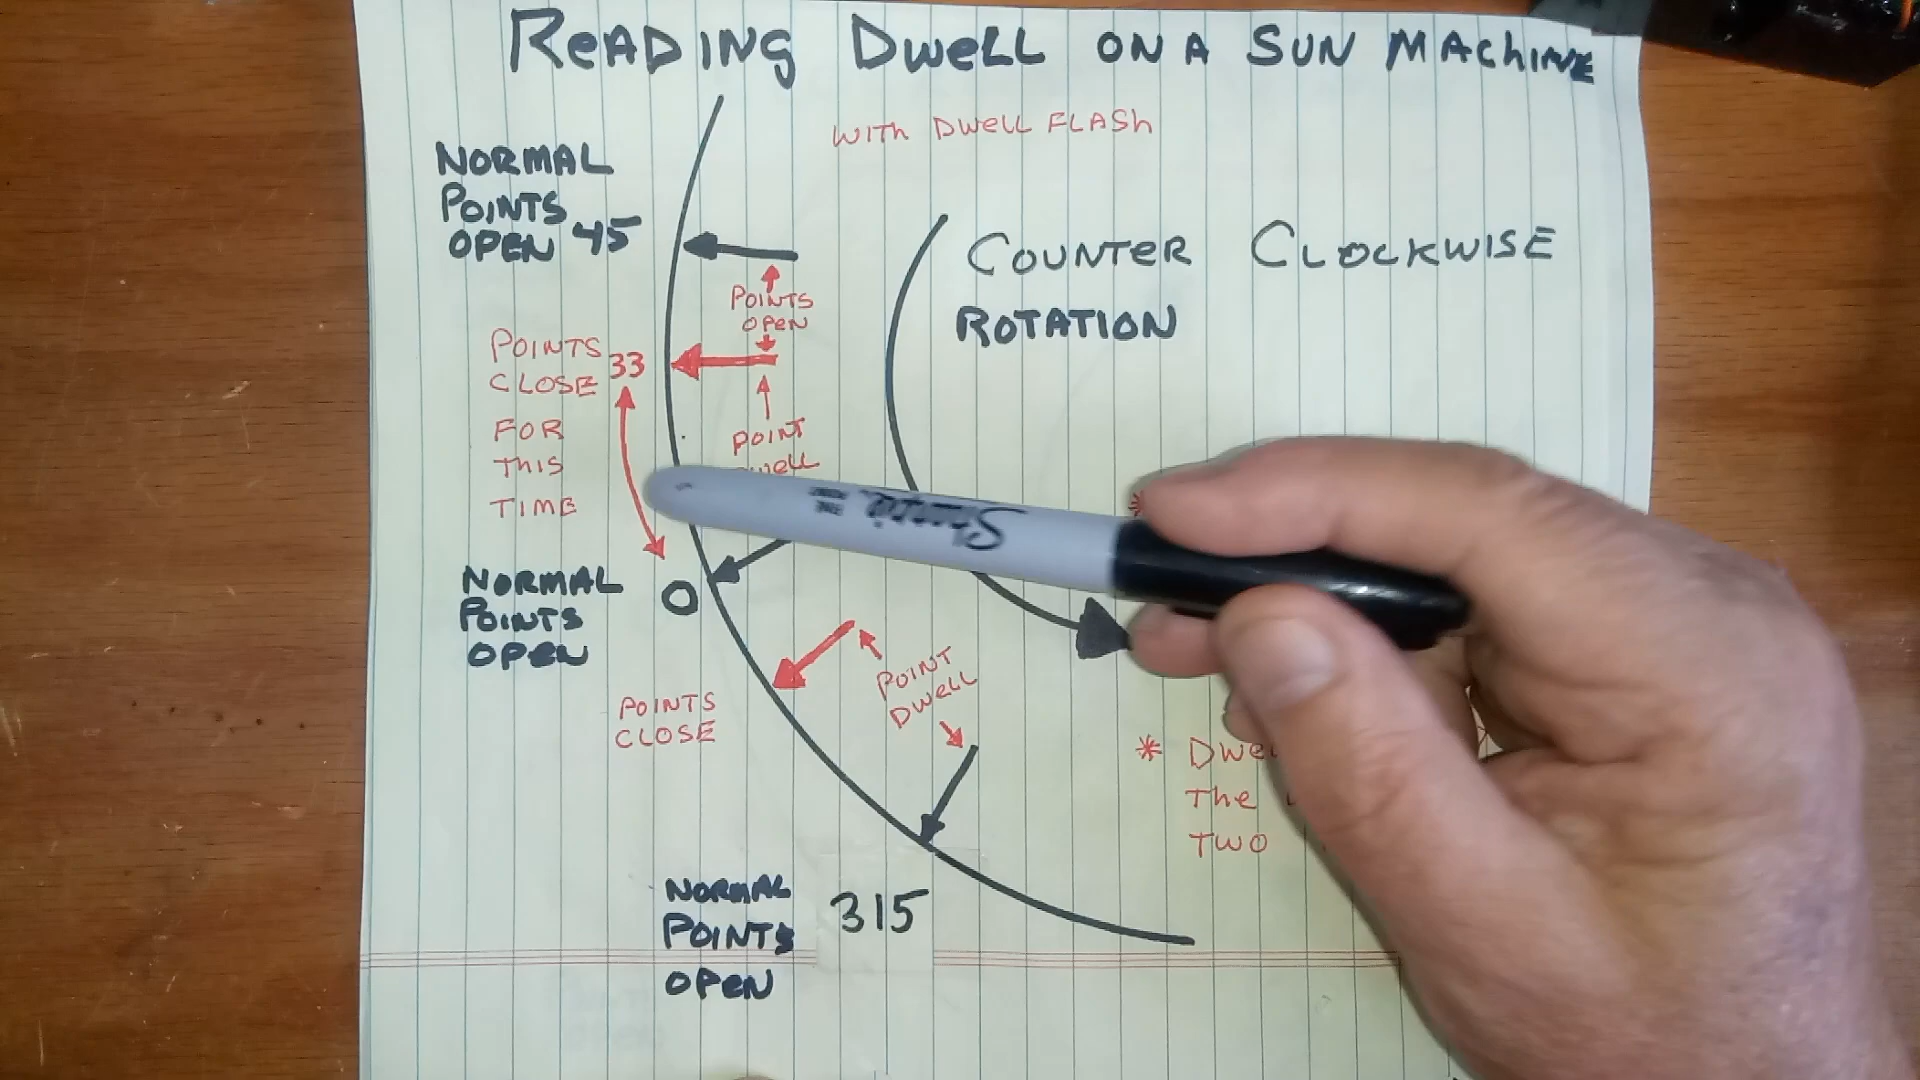 READING DWELL ON A SUN MACHINE
WITH DWELL FLASH
NORMAL
POINTS
OPEN 45
COUNTER CLOCKWISE
ROTATION
POINTS
OPEN
POINTS
CLOSE 33
FOR
THIS
TIME
POINT
DWELL
Sharpie
NORMAL
POINTS
OPEN
0
POINT
DWELL
POINTS
CLOSE
*
* 
THE
TWO
NORMAL
POINTS
OPEN
315